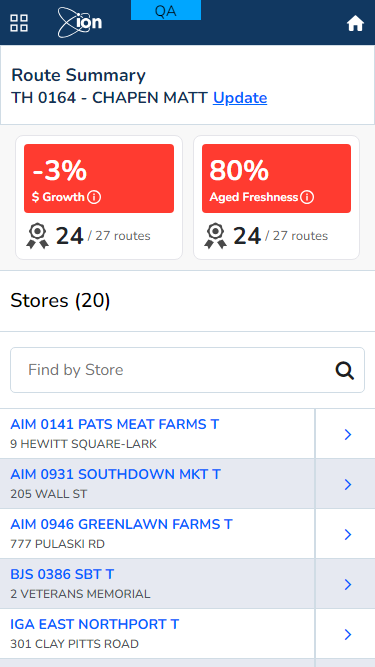 QA
ion
Route Summary
TH 0164 - CHAPEN MATT Update
-3%
$ Growth
24 / 27 routes
80%
Aged Freshness
24 / 27 routes
Stores (20)
Find by Store
AIM 0141 PATS MEAT FARMS T
9 HEWITT SQUARE-LARK
AIM 0931 SOUTHDOWN MKT T
205 WALL ST
AIM 0946 GREENLAWN FARMS T
777 PULASKI RD
BJS 0386 SBT T
2 VETERANS MEMORIAL
IGA EAST NORTHPORT T
301 CLAY PITTS ROAD